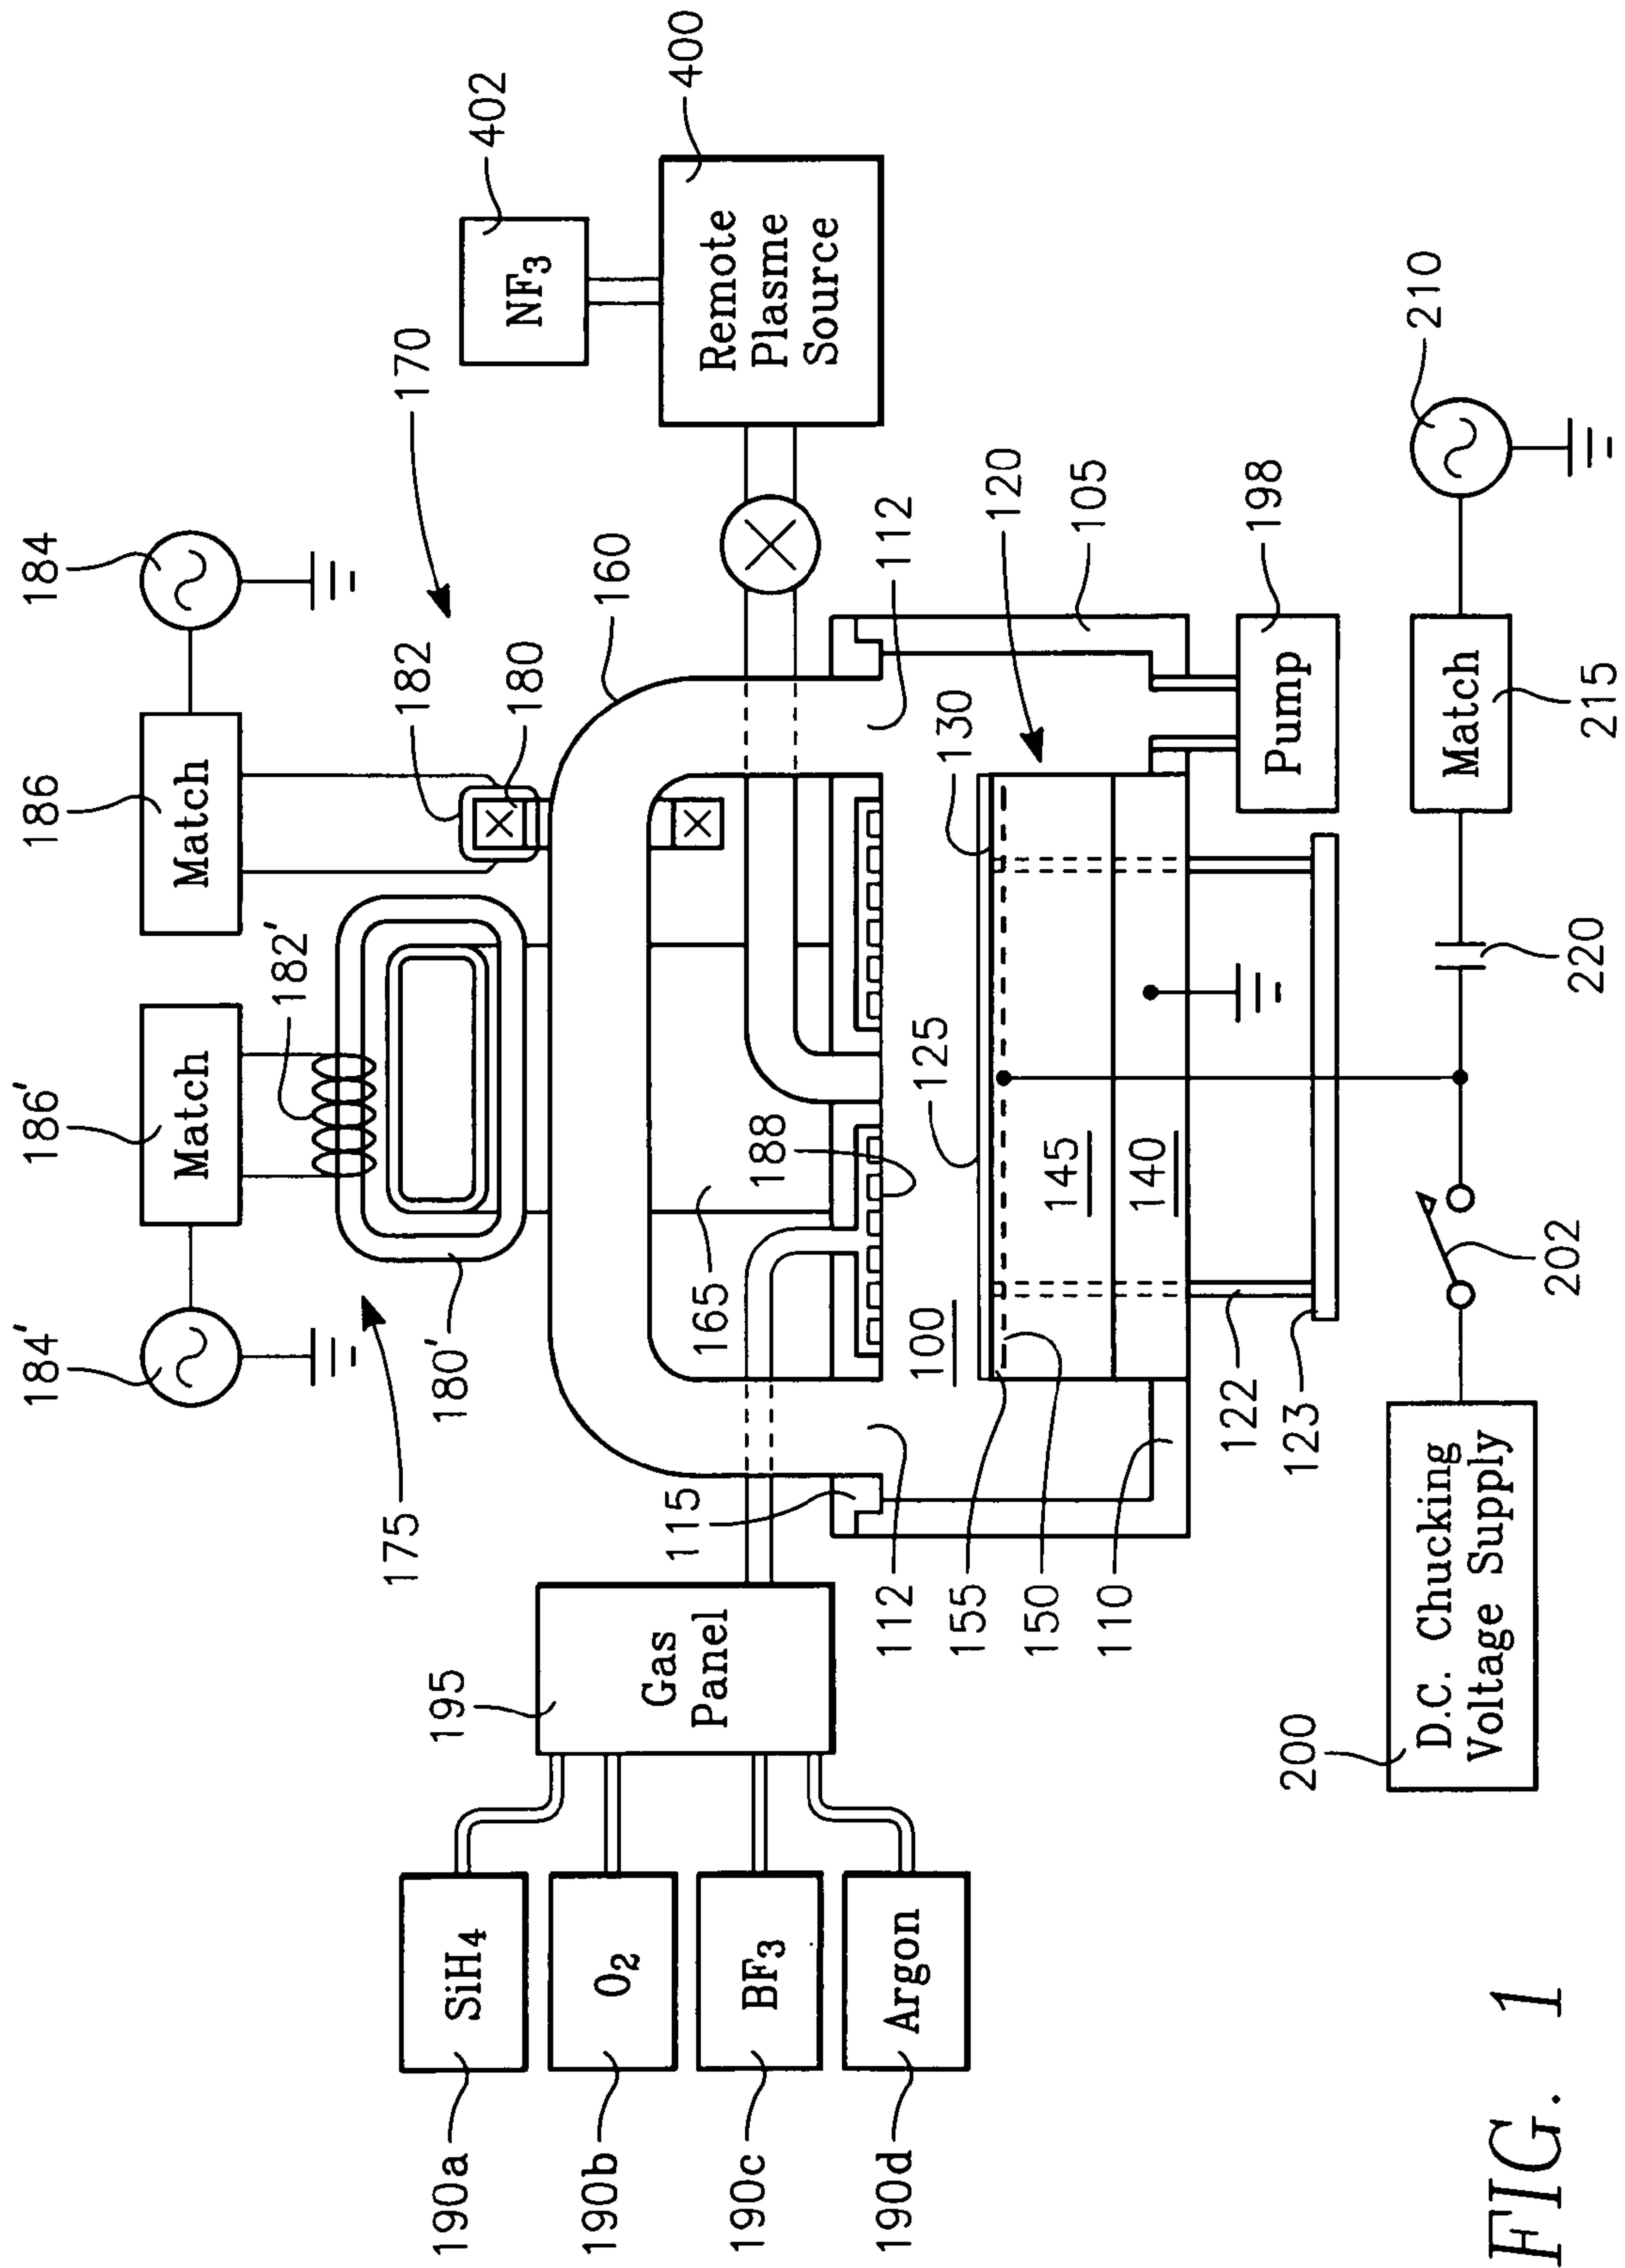 184'
186'
186
184
Match
Match
182'
182
170
180
402
400
NF3
175
180'
160
Remote
Plasme
Source
195
Gas
Panel
190a
SiH4
190b
O2
190c
BF3
190d
Argon
115
165
188
112
112
100
125
130
120
105
155
150
110
145
140
122
123
198
Pump
210
200
D.C. Chucking
Voltage Supply
202
220
Match
215
FIG. 1